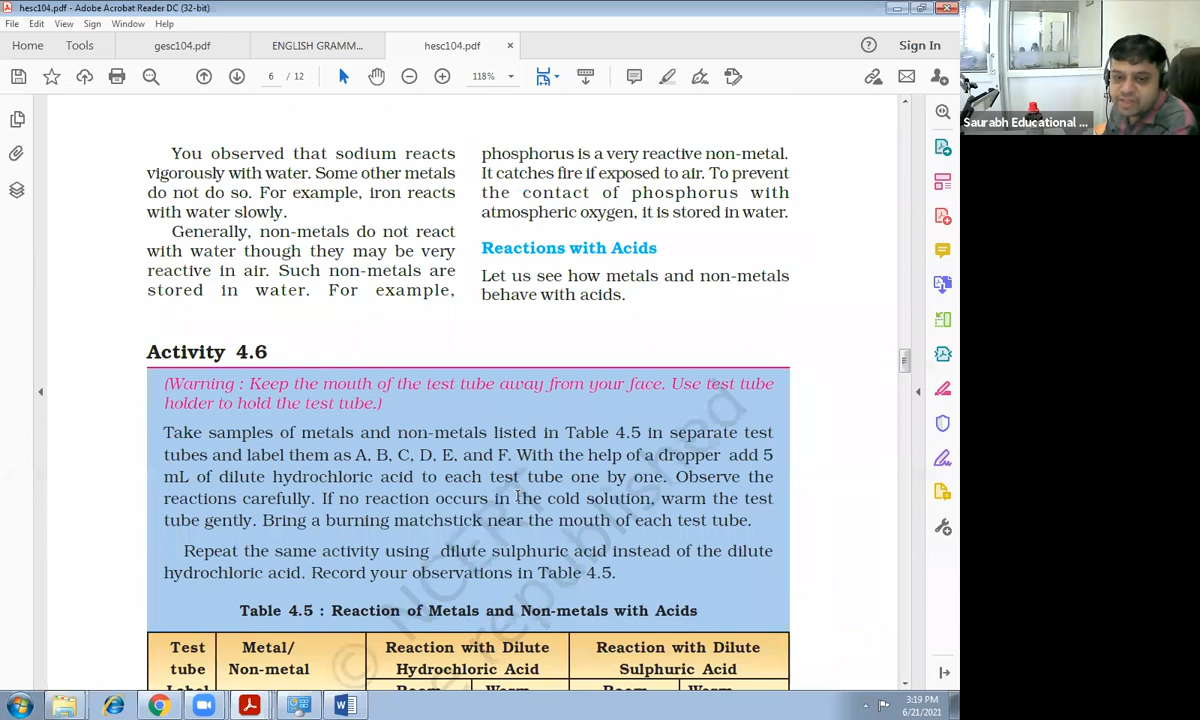 hesc104.pdf - Adobe Acrobat Reader DC (32-bit)
File Edit View Sign Window Help
Home Tools gesc104.pdf ENGLISH GRAMM... hesc104.pdf × Sign In
6 / 12 118%
Saurabh Educational ...
You observed that sodium reacts
vigorously with water. Some other metals
do not do so. For example, iron reacts
with water slowly.
Generally, non-metals do not react
with water though they may be very
reactive in air. Such non-metals are
stored in water. For example,
phosphorus is a very reactive non-metal.
It catches fire if exposed to air. To prevent
the contact of phosphorus with
atmospheric oxygen, it is stored in water.
Reactions with Acids
Let us see how metals and non-metals
behave with acids.
Activity 4.6
(Warning : Keep the mouth of the test tube away from your face. Use test tube
holder to hold the test tube.)
Take samples of metals and non-metals listed in Table 4.5 in separate test
tubes and label them as A, B, C, D, E, and F. With the help of a dropper add 5
mL of dilute hydrochloric acid to each test tube one by one. Observe the
reactions carefully. If no reaction occurs in the cold solution, warm the test
tube gently. Bring a burning matchstick near the mouth of each test tube.
Repeat the same activity using dilute sulphuric acid instead of the dilute
hydrochloric acid. Record your observations in Table 4.5.
Table 4.5 : Reaction of Metals and Non-metals with Acids
Test Metal/ Reaction with Dilute Reaction with Dilute
tube Non-metal Hydrochloric Acid Sulphuric Acid
Label Room Warm Room Warm
© NCERT
republished
3:19 PM
6/21/2021